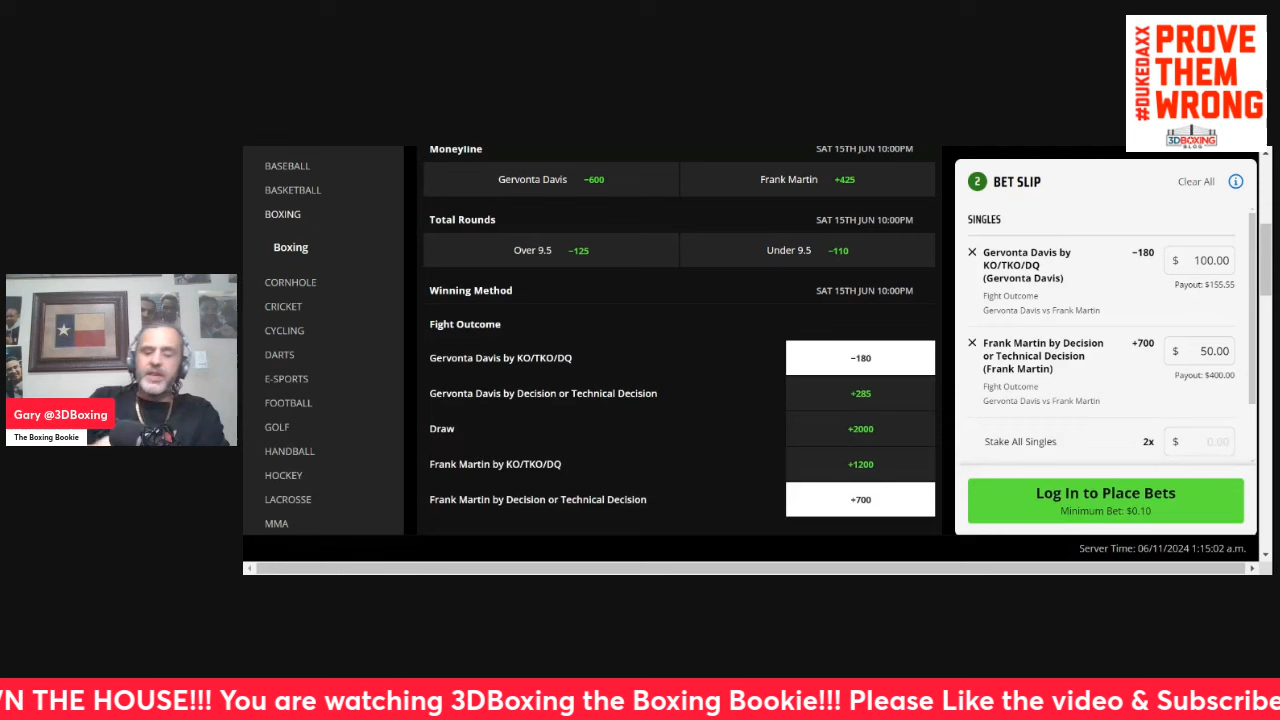 #DUKEDAXX
PROVE
THEM
WRONG
3DBOXING
BLOG
BASEBALL
BASKETBALL
BOXING
Boxing
CORNHOLE
CRICKET
CYCLING
DARTS
E-SPORTS
FOOTBALL
GOLF
HANDBALL
HOCKEY
LACROSSE
MMA
Moneyline SAT 15TH JUN 10:00PM
Gervonta Davis −600 Frank Martin +425
Total Rounds SAT 15TH JUN 10:00PM
Over 9.5 −125 Under 9.5 −110
Winning Method SAT 15TH JUN 10:00PM
Fight Outcome
Gervonta Davis by KO/TKO/DQ −180
Gervonta Davis by Decision or Technical Decision +285
Draw +2000
Frank Martin by KO/TKO/DQ +1200
Frank Martin by Decision or Technical Decision +700
2 BET SLIP Clear All i
SINGLES
× Gervonta Davis by −180 $ 100.00
KO/TKO/DQ
(Gervonta Davis) Payout: $155.55
Fight Outcome
Gervonta Davis vs Frank Martin
× Frank Martin by Decision +700 $ 50.00
or Technical Decision
(Frank Martin) Payout: $400.00
Fight Outcome
Gervonta Davis vs Frank Martin
Stake All Singles 2x $ 0.00
Log In to Place Bets
Minimum Bet: $0.10
Server Time: 06/11/2024 1:15:02 a.m.
Gary @3DBoxing
The Boxing Bookie
WN THE HOUSE!!! You are watching 3DBoxing the Boxing Bookie!!! Please Like the video & Subscribe